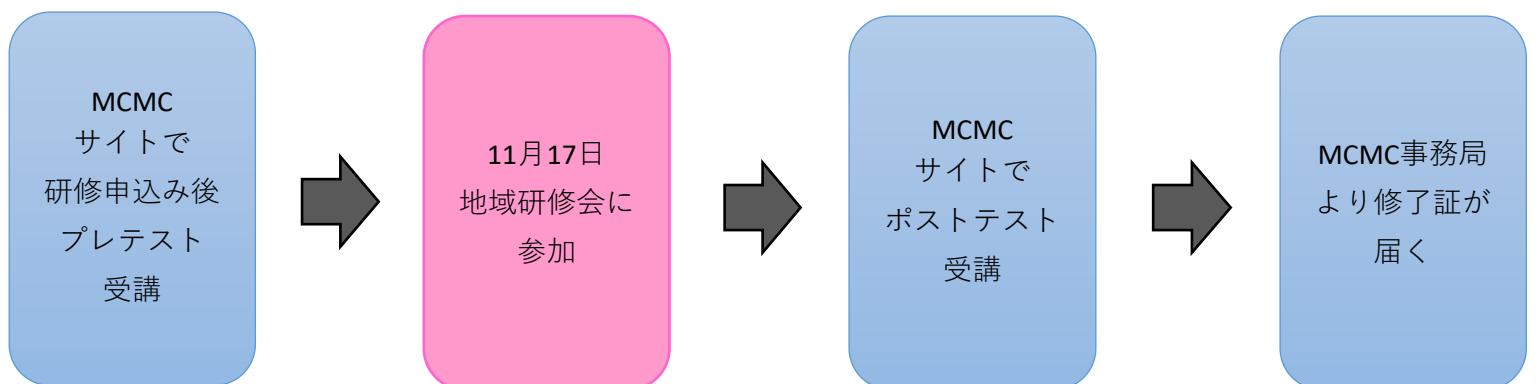 MCMC
サイトで
研修申込み後
プレテスト
受講
11月17日
地域研修会に
参加
MCMC
サイトで
ポストテスト
受講
MCMC事務局
より修了証が
届く